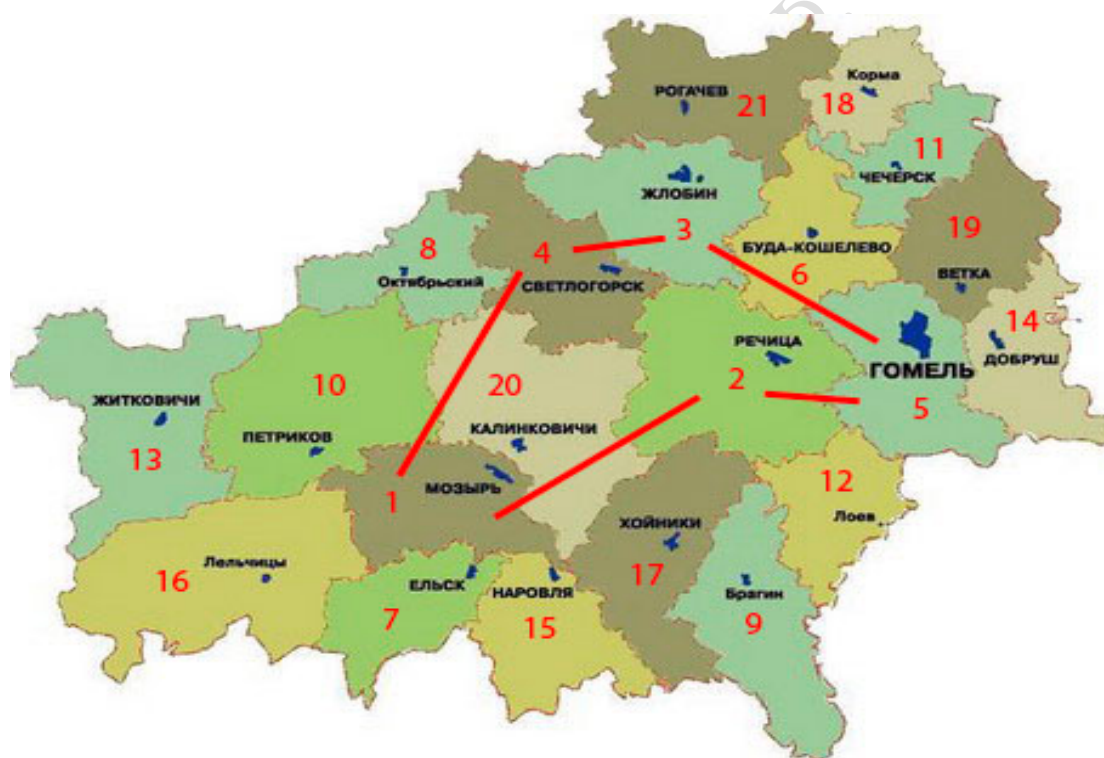 Корма
РОГАЧЕВ
21
18
11
ЧЕЧЕРСК
ЖЛОБИН
3
19
8
4
БУДА-КОШЕЛЕВО
6
ВЕТКА
Октябрьский
СВЕТЛОГОРСК
14
РЕЧИЦА
ДОБРУШ
ГОМЕЛЬ
10
20
2
5
ЖИТКОВИЧИ
КАЛИНКОВИЧИ
ПЕТРИКОВ
13
12
1
МОЗЫРЬ
Лоев
ХОЙНИКИ
Лельчицы
16
ЕЛЬСК
НАРОВЛЯ
17
Брагин
7
15
9